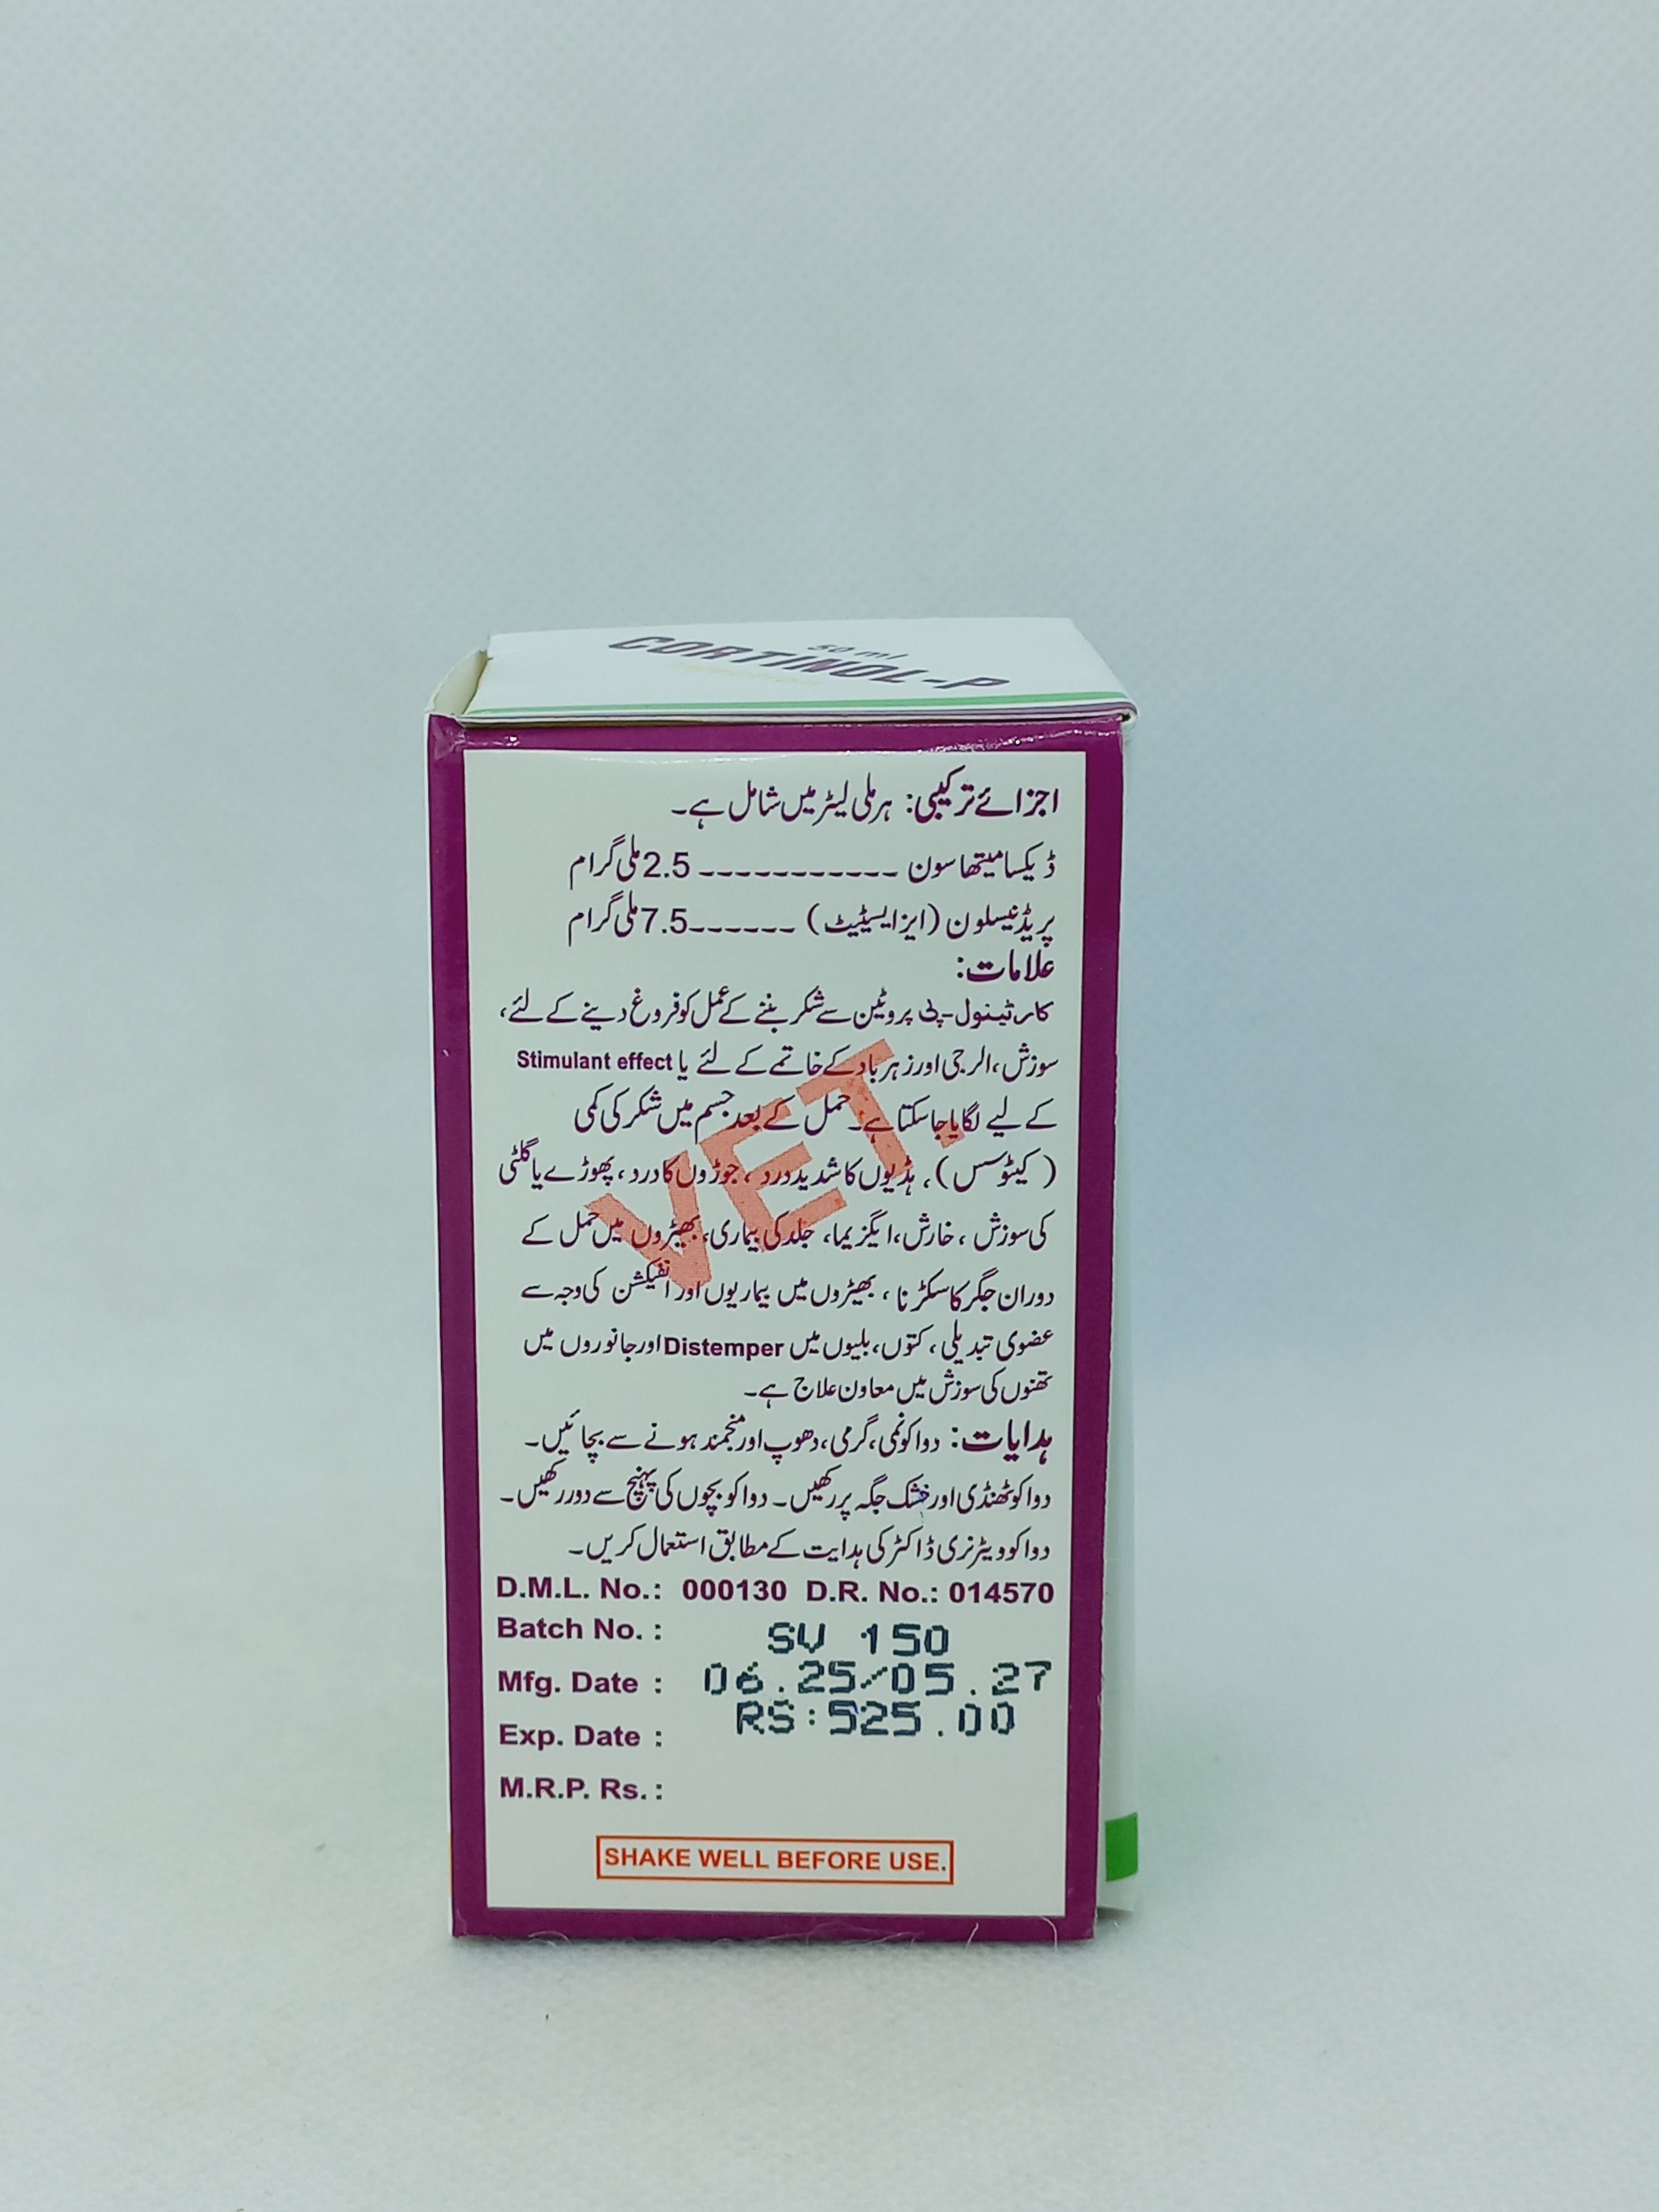 50 ml
CORTINOL-P
اجزائے ترکیبی: ہر ملی لیٹر میں شامل ہے۔
ڈیکسامیتھاسون ----------- 2.5 ملی گرام
پریڈنیسلون (ایزایسیٹیٹ) ------7.5 ملی گرام
علامات:
کارٹینول-پی پروٹین سے شکر بننے کے عمل کو فروغ دینے کے لئے،
سوزش، الرجی اور زہر باد کے خاتمے کے لئے یا Stimulant effect
کے لیے لگایا جا سکتا ہے۔ حمل کے بعد جسم میں شکر کی کمی
(کیٹوسس)، ہڈیوں کا شدید درد، جوڑوں کا درد، پھوڑے یا گلٹی
کی سوزش، خارش، ایگزیما، جلد کی بیماری، بھیڑوں میں حمل کے
دوران جگر کا سکڑنا، بھیڑوں میں بیماریوں اور انفیکشن کی وجہ سے
عضوی تبدیلی، کتوں، بلیوں میں Distemper اور جانوروں میں
تھنوں کی سوزش میں معاون علاج ہے۔
VET.
ہدایات: دوا کو نمی، گرمی، دھوپ اور منجمد ہونے سے بچائیں۔
دوا کو ٹھنڈی اور خشک جگہ پر رکھیں۔ دوا کو بچوں کی پہنچ سے دور رکھیں۔
دوا کو ویٹرنری ڈاکٹر کی ہدایت کے مطابق استعمال کریں۔
D.M.L. No.: 000130 D.R. No.: 014570
Batch No. : SV 150
Mfg. Date : 06.25/05.27
RS:525.00
Exp. Date :
M.R.P. Rs. :
SHAKE WELL BEFORE USE.